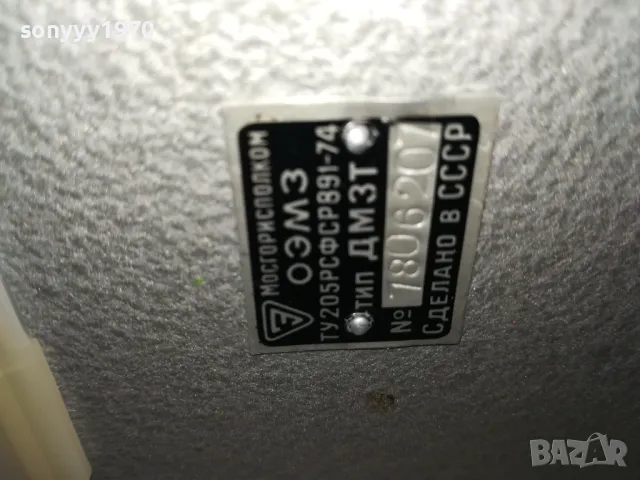 sonyyy1970
МОСГОРИСПОЛКОМ
ОЭМЗ
ТУ205РСФСР891-74
ТИП ДМЗТ
№ 7806207
СДЕЛАНО В СССР
BAZAR